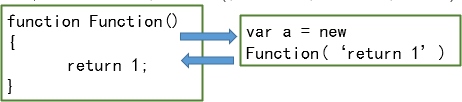 function Function()
{
return 1;
}
var a = new
Function(‘return 1’)